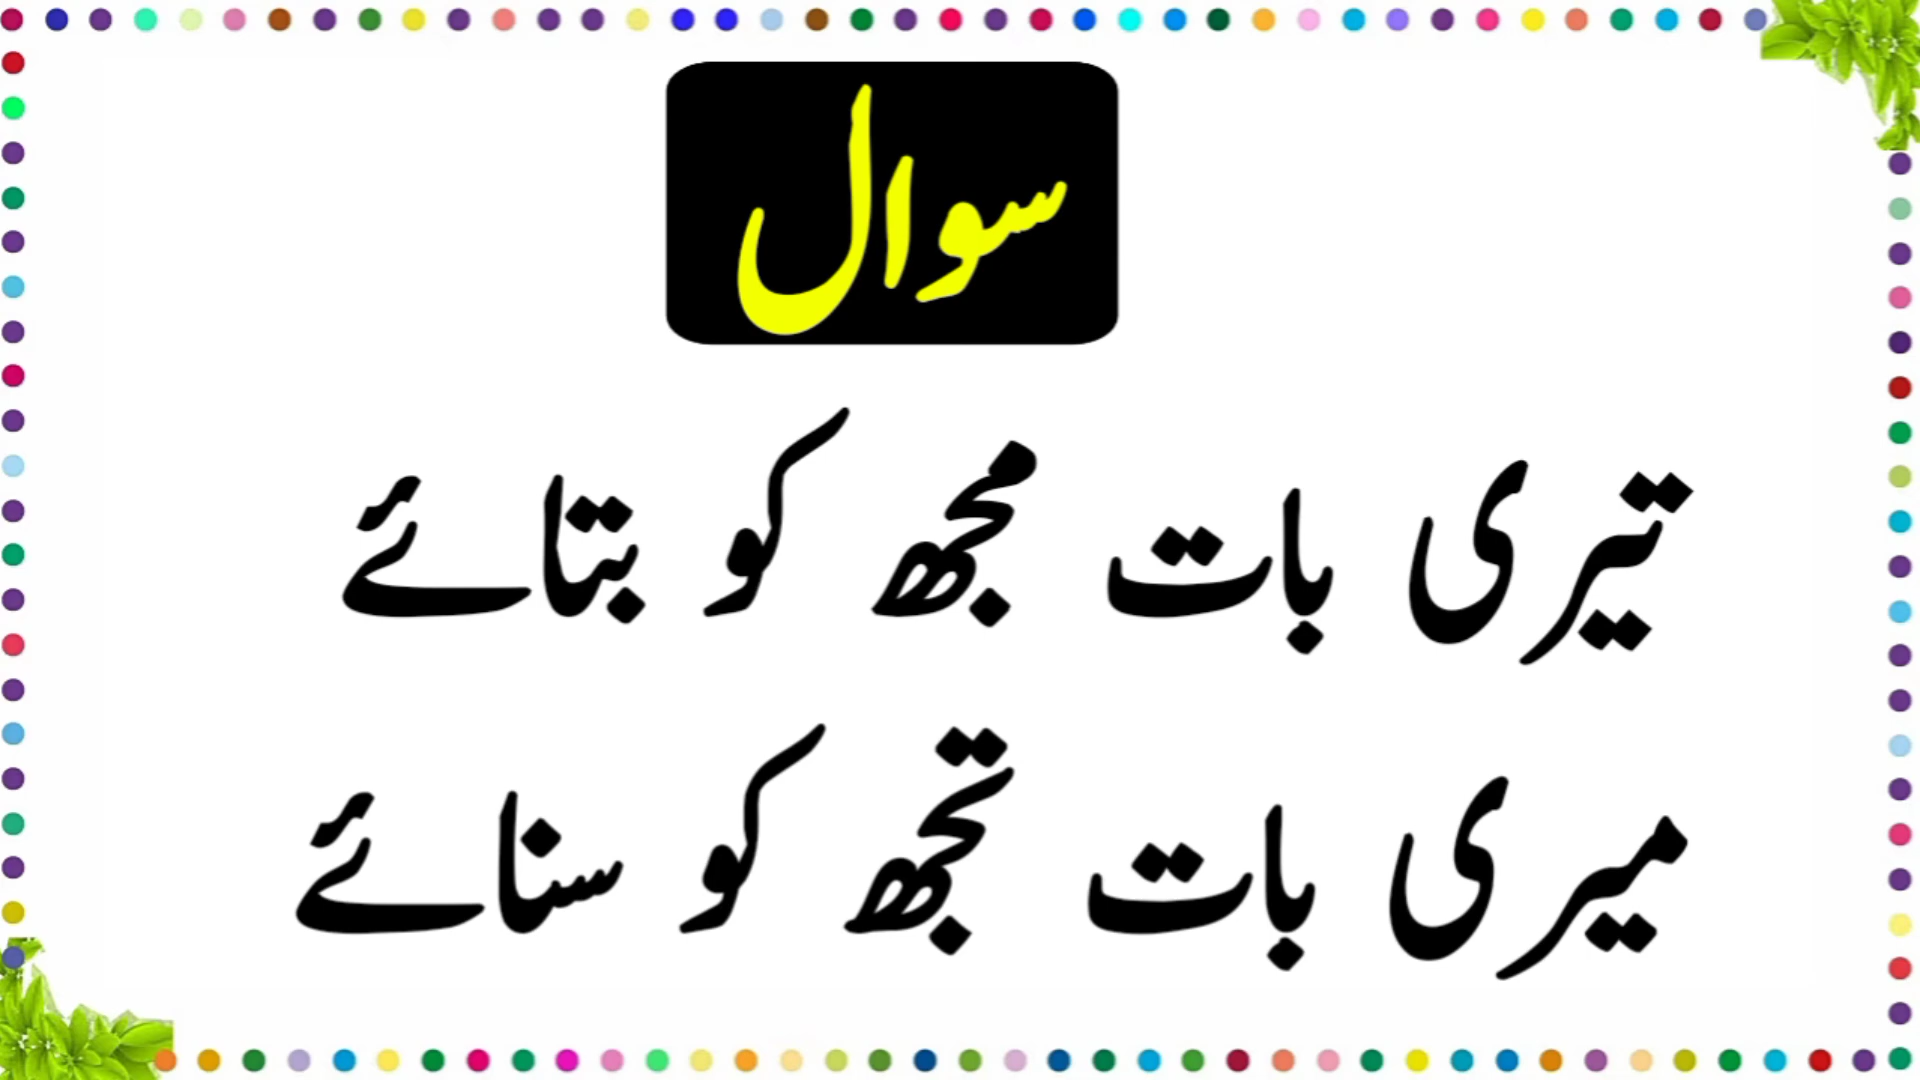 سوال
تیری بات مجھ کو بتائے
میری بات تجھ کو سنائے